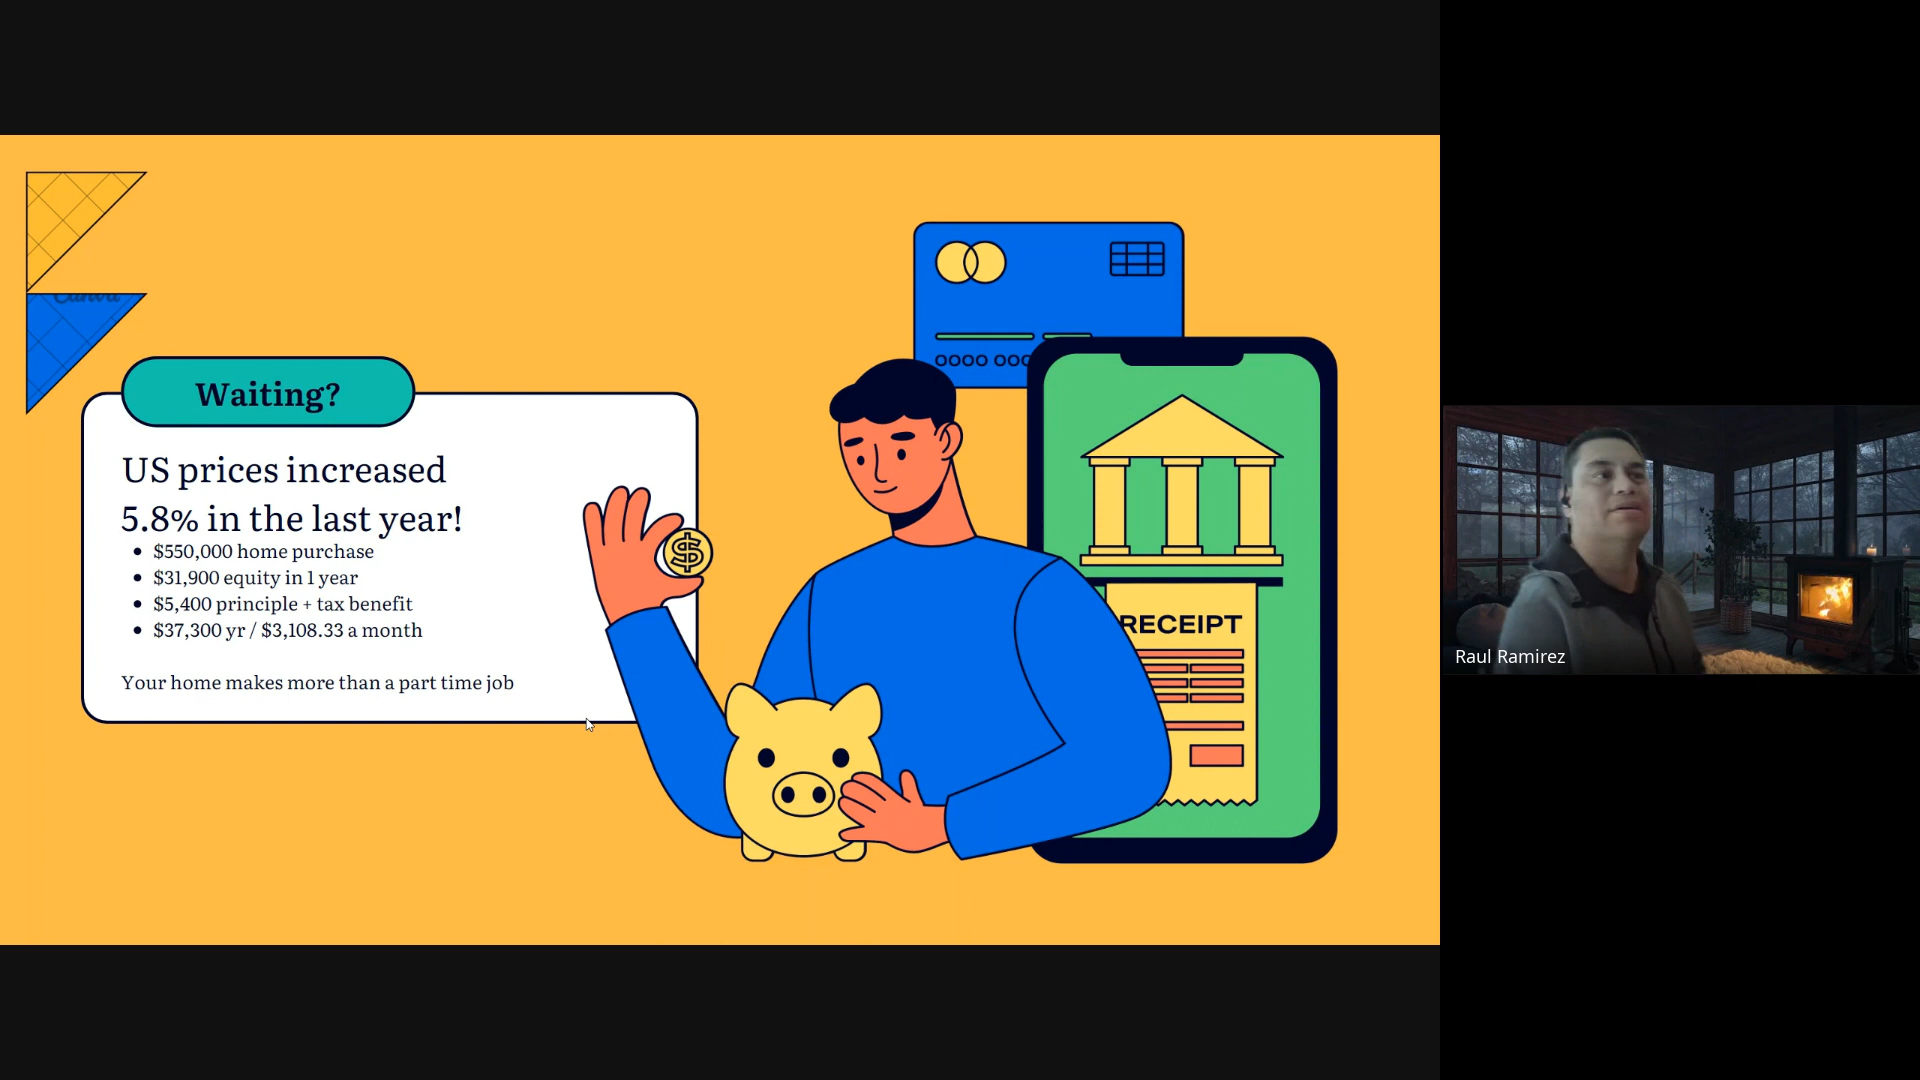 Canva
Waiting?
US prices increased
5.8% in the last year!
• $550,000 home purchase
• $31,900 equity in 1 year
• $5,400 principle + tax benefit
• $37,300 yr / $3,108.33 a month
Your home makes more than a part time job
RECEIPT
Raul Ramirez